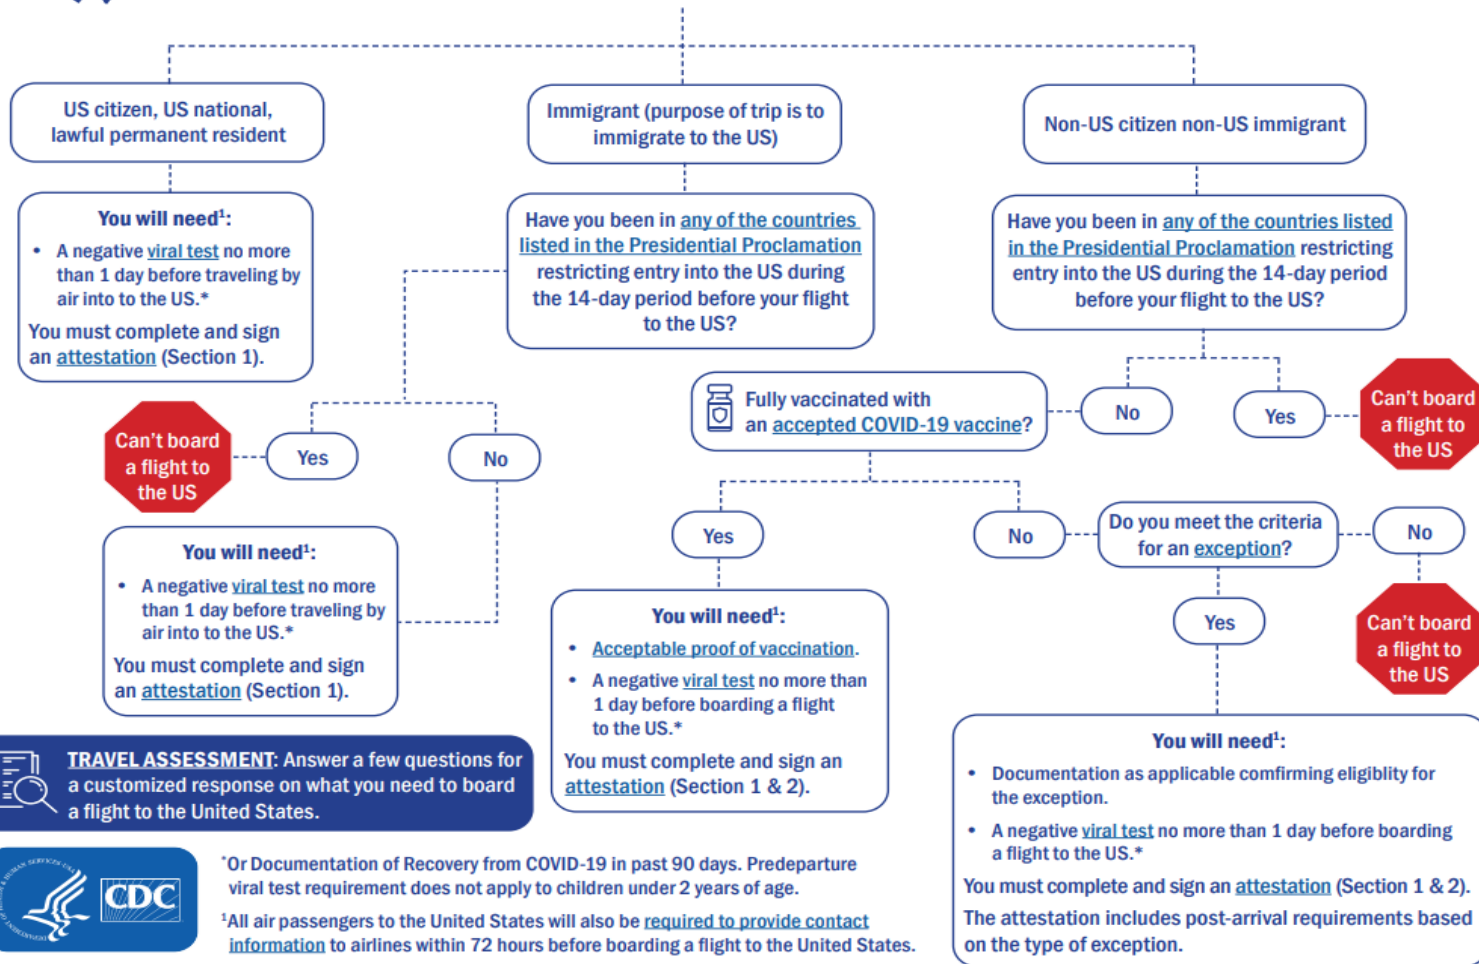 US citizen, US national,
lawful permanent resident
You will need¹:
• A negative viral test no more
than 1 day before traveling by
air into to the US.*
You must complete and sign
an attestation (Section 1).
Immigrant (purpose of trip is to
immigrate to the US)
Have you been in any of the countries
listed in the Presidential Proclamation
restricting entry into the US during
the 14-day period before your flight
to the US?
Yes
Can't board
a flight to
the US
No
You will need¹:
• A negative viral test no more
than 1 day before traveling by
air into to the US.*
You must complete and sign
an attestation (Section 1).
Non-US citizen non-US immigrant
Have you been in any of the countries listed
in the Presidential Proclamation restricting
entry into the US during the 14-day period
before your flight to the US?
Yes
Can't board
a flight to
the US
No
Fully vaccinated with
an accepted COVID-19 vaccine?
Yes
You will need¹:
• Acceptable proof of vaccination.
• A negative viral test no more than
1 day before boarding a flight
to the US.*
You must complete and sign an
attestation (Section 1 & 2).
No
Do you meet the criteria
for an exception?
No
Can't board
a flight to
the US
Yes
You will need¹:
• Documentation as applicable comfirming eligiblity for
the exception.
• A negative viral test no more than 1 day before boarding
a flight to the US.*
You must complete and sign an attestation (Section 1 & 2).
The attestation includes post-arrival requirements based
on the type of exception.
TRAVEL ASSESSMENT: Answer a few questions for
a customized response on what you need to board
a flight to the United States.
CDC
*Or Documentation of Recovery from COVID-19 in past 90 days. Predeparture
viral test requirement does not apply to children under 2 years of age.
¹All air passengers to the United States will also be required to provide contact
information to airlines within 72 hours before boarding a flight to the United States.